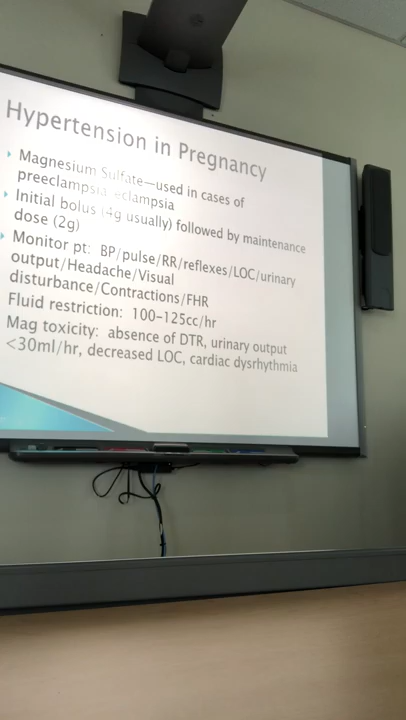 Hypertension in Pregnancy
Magnesium Sulfate—used in cases of
preeclampsia eclampsia
Initial bolus (4g usually) followed by maintenance
dose (2g)
Monitor pt: BP/pulse/RR/reflexes/LOC/urinary
output/Headache/Visual
disturbance/Contractions/FHR
Fluid restriction: 100-125cc/hr
Mag toxicity: absence of DTR, urinary output
<30ml/hr, decreased LOC, cardiac dysrhythmia